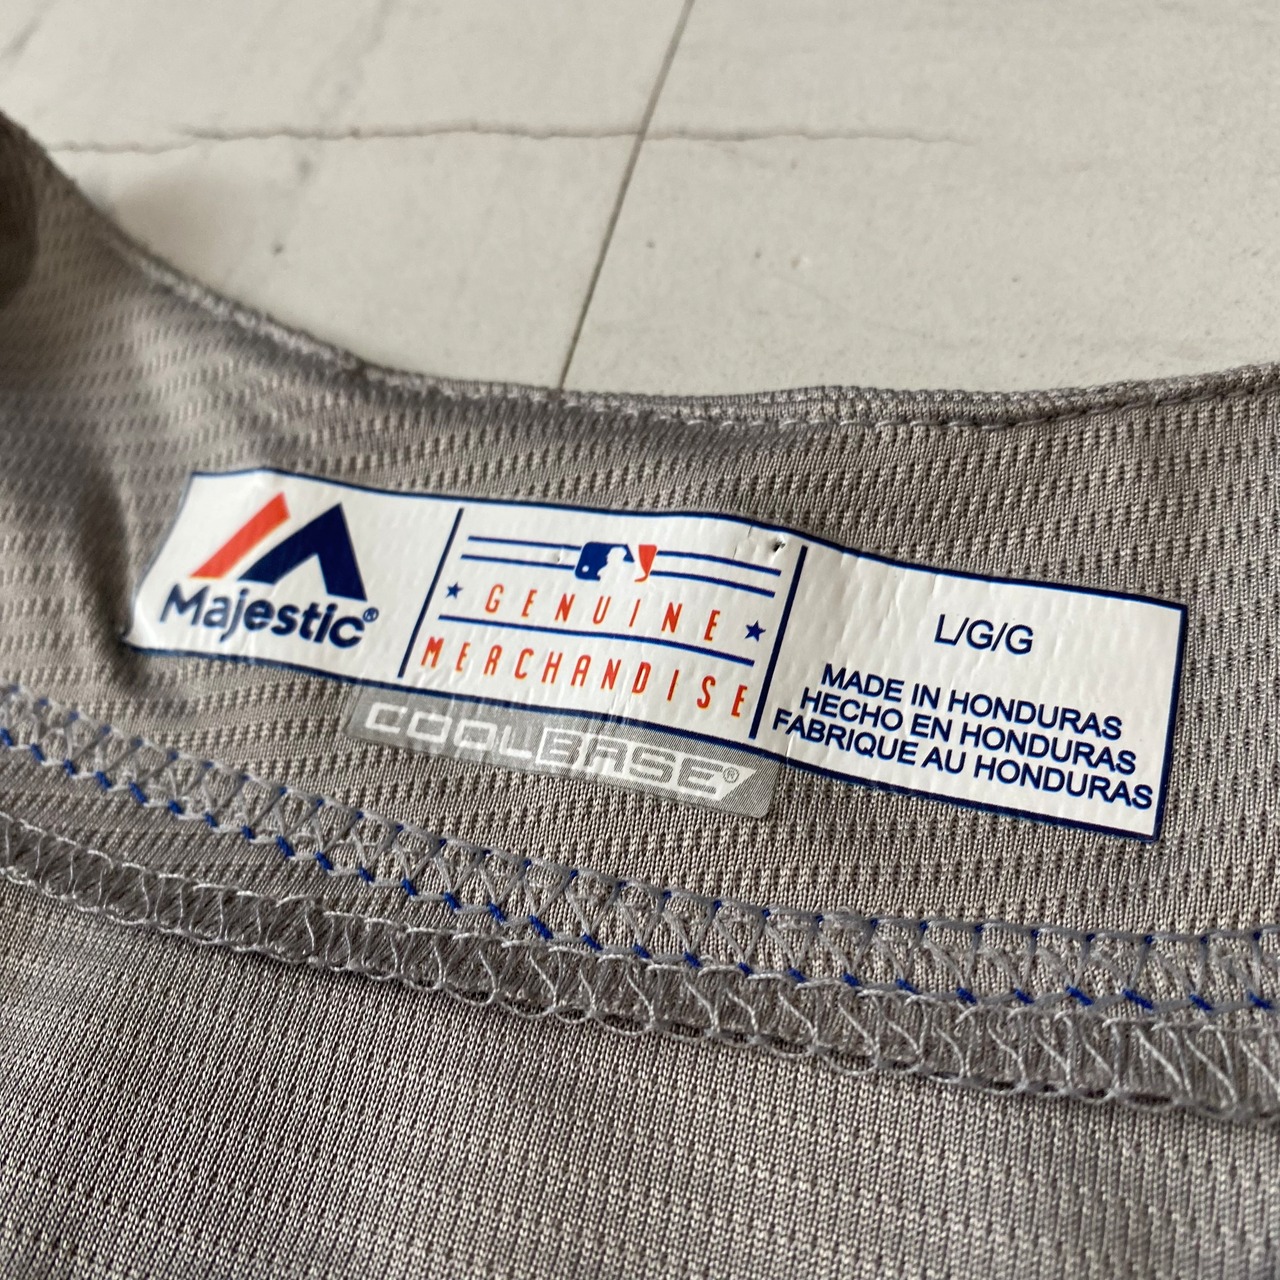 Majestic®
GENUINE
MERCHANDISE
COOLBASE®
L/G/G
MADE IN HONDURAS
HECHO EN HONDURAS
FABRIQUE AU HONDURAS